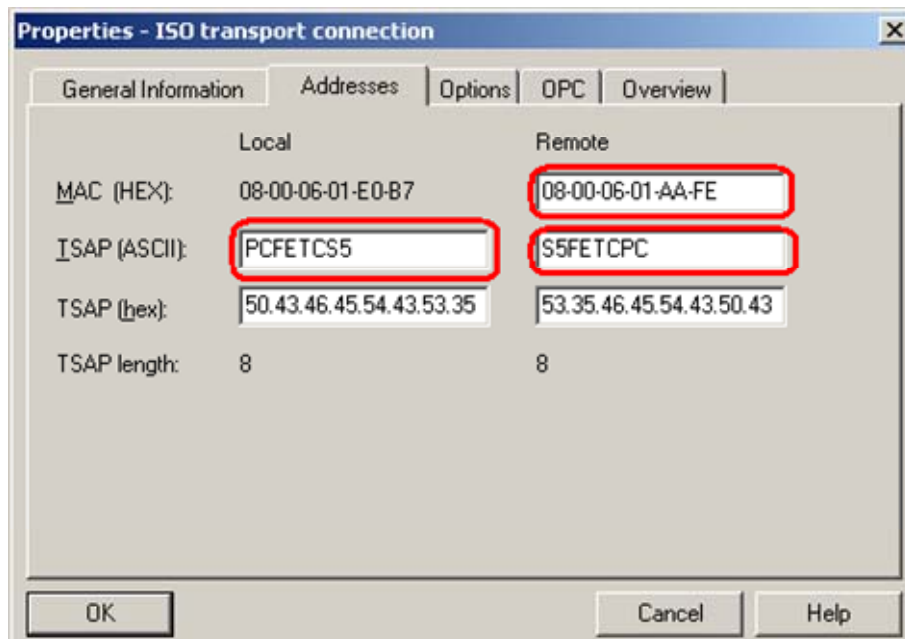 Properties - ISO transport connection
General Information Addresses Options OPC Overview
Local Remote
MAC (HEX): 08-00-06-01-E0-B7 08-00-06-01-AA-FE
TSAP (ASCII): PCFETCS5 S5FETCPC
TSAP (hex): 50.43.46.45.54.43.53.35 53.35.46.45.54.43.50.43
TSAP length: 8 8
OK Cancel Help